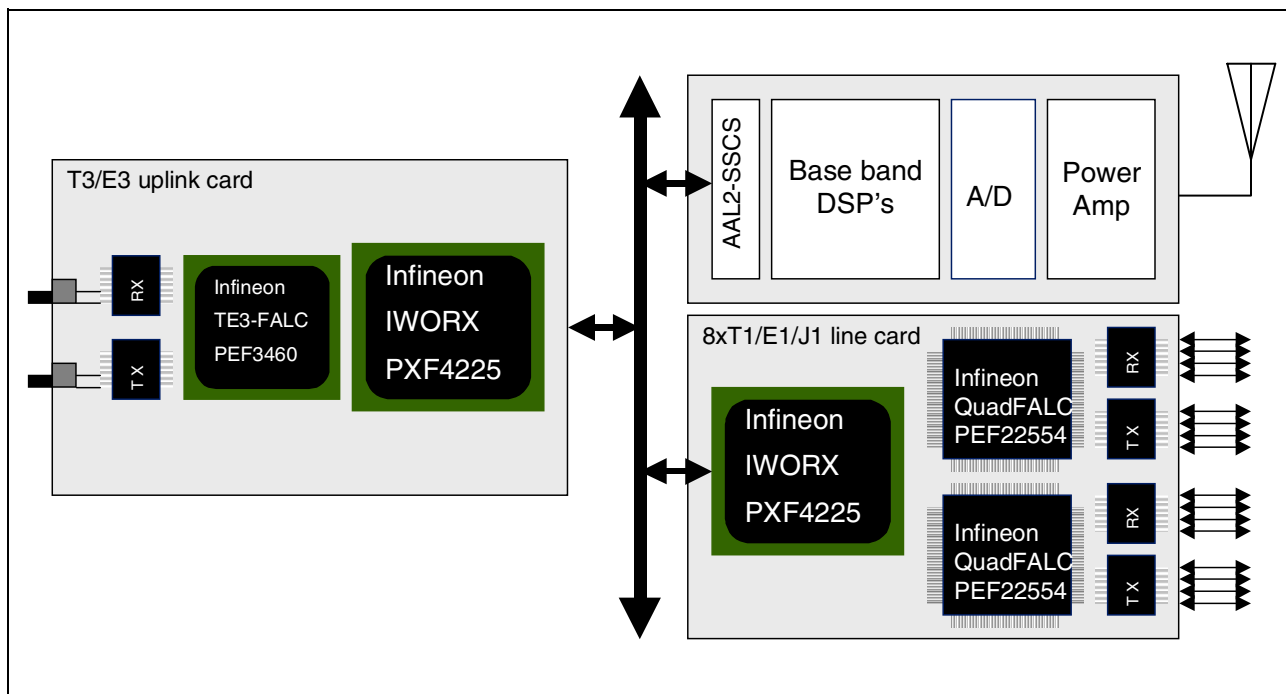 T3/E3 uplink card
RX
TX
Infineon
TE3-FALC
PEF3460
Infineon
IWORX
PXF4225
AAL2-SSCS
Base band
DSP's
A/D
Power
Amp
8xT1/E1/J1 line card
Infineon
IWORX
PXF4225
Infineon
QuadFALC
PEF22554
Infineon
QuadFALC
PEF22554
RX
TX
RX
TX